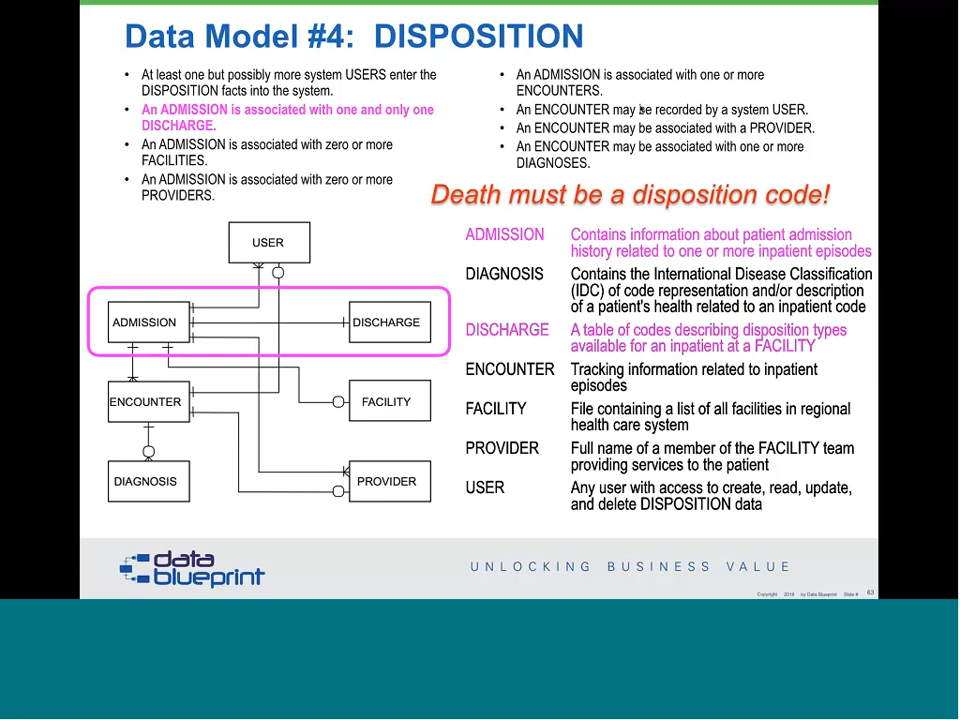 Data Model #4: DISPOSITION
• At least one but possibly more system USERS enter the
DISPOSITION facts into the system.
• An ADMISSION is associated with one and only one
DISCHARGE.
• An ADMISSION is associated with zero or more
FACILITIES.
• An ADMISSION is associated with zero or more
PROVIDERS.
• An ADMISSION is associated with one or more
ENCOUNTERS.
• An ENCOUNTER may be recorded by a system USER.
• An ENCOUNTER may be associated with a PROVIDER.
• An ENCOUNTER may be associated with one or more
DIAGNOSES.
Death must be a disposition code!
USER
ADMISSION
DISCHARGE
ENCOUNTER
FACILITY
DIAGNOSIS
PROVIDER
ADMISSION Contains information about patient admission
history related to one or more inpatient episodes
DIAGNOSIS Contains the International Disease Classification
(IDC) of code representation and/or description
of a patient's health related to an inpatient code
DISCHARGE A table of codes describing disposition types
available for an inpatient at a FACILITY
ENCOUNTER Tracking information related to inpatient
episodes
FACILITY File containing a list of all facilities in regional
health care system
PROVIDER Full name of a member of the FACILITY team
providing services to the patient
USER Any user with access to create, read, update,
and delete DISPOSITION data
data
blueprint
UNLOCKING BUSINESS VALUE
Copyright 2018 by Data Blueprint Slide # 63